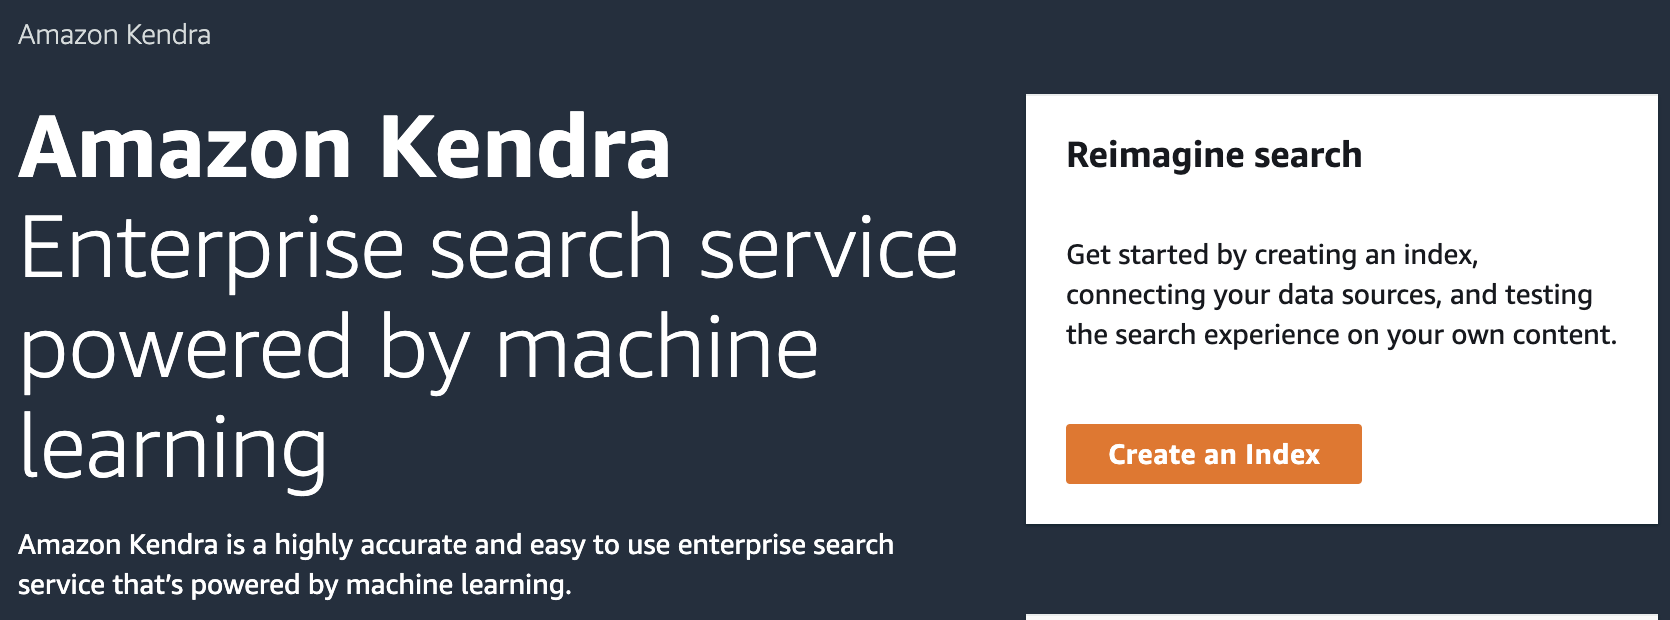 Amazon Kendra
Amazon Kendra
Enterprise search service
powered by machine
learning
Amazon Kendra is a highly accurate and easy to use enterprise search
service that's powered by machine learning.
Reimagine search
Get started by creating an index,
connecting your data sources, and testing
the search experience on your own content.
Create an Index